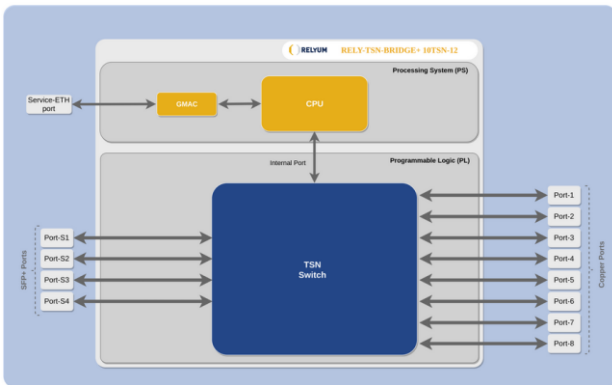 RELYUM RELY-TSN-BRIDGE+ 10TSN-12
Processing System (PS)
Service-ETH
port
GMAC
CPU
Internal Port
Programmable Logic (PL)
TSN
Switch
SFP+ Ports
Port-S1
Port-S2
Port-S3
Port-S4
Port-1
Port-2
Port-3
Port-4
Port-5
Port-6
Port-7
Port-8
Copper Ports